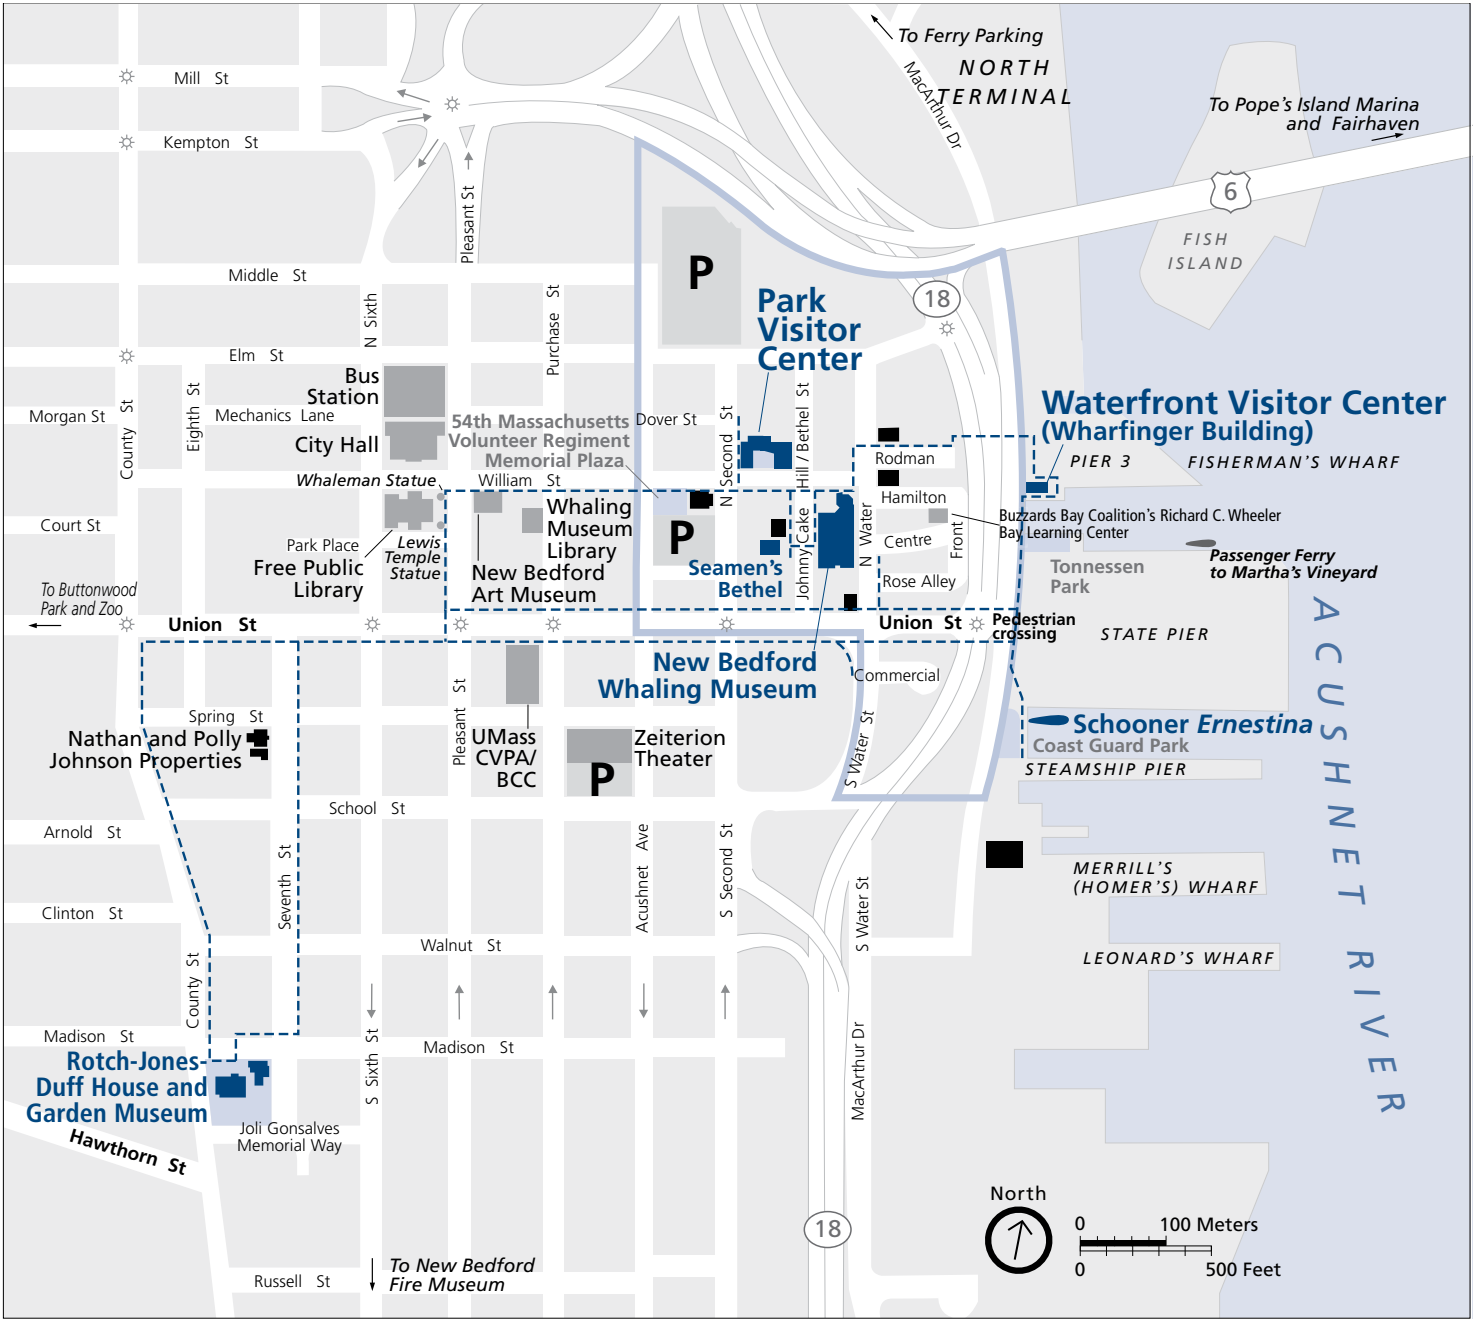 To Ferry Parking
NORTH
TERMINAL
MacArthur Dr
To Pope's Island Marina
and Fairhaven
Mill St
Kempton St
6
FISH
ISLAND
Pleasant St
Middle St
N Sixth
Purchase St
P
18
Park
Visitor
Center
Elm St
Bus
Station
Morgan St
County St
Eighth St
Mechanics Lane
City Hall
54th Massachusetts
Volunteer Regiment
Memorial Plaza
Dover St
N Second St
Hill / Bethel St
Waterfront Visitor Center
(Wharfinger Building)
Rodman
PIER 3
FISHERMAN'S WHARF
Whaleman Statue
William St
Hamilton
Court St
Whaling
Museum
Library
P
Johnny Cake
N Water
Centre
Front
Buzzards Bay Coalition's Richard C. Wheeler
Bay Learning Center
Park Place
Free Public
Library
Lewis
Temple
Statue
New Bedford
Art Museum
Seamen's
Bethel
Rose Alley
Tonnessen
Park
Passenger Ferry
to Martha's Vineyard
To Buttonwood
Park and Zoo
Union St
Union St
Pedestrian
crossing
STATE PIER
ACUSHNET RIVER
New Bedford
Whaling Museum
Commercial
Spring St
Nathan and Polly
Johnson Properties
Pleasant St
UMass
CVPA/
BCC
Zeiterion
Theater
P
S Water St
Schooner Ernestina
Coast Guard Park
STEAMSHIP PIER
School St
Arnold St
Seventh St
Acushnet Ave
S Second St
S Water St
MERRILL'S
(HOMER'S) WHARF
Clinton St
Walnut St
LEONARD'S WHARF
County St
Madison St
Madison St
S Sixth St
MacArthur Dr
Rotch-Jones-
Duff House and
Garden Museum
Joli Gonsalves
Memorial Way
Hawthorn St
North
18
0 100 Meters
0 500 Feet
Russell St
To New Bedford
Fire Museum